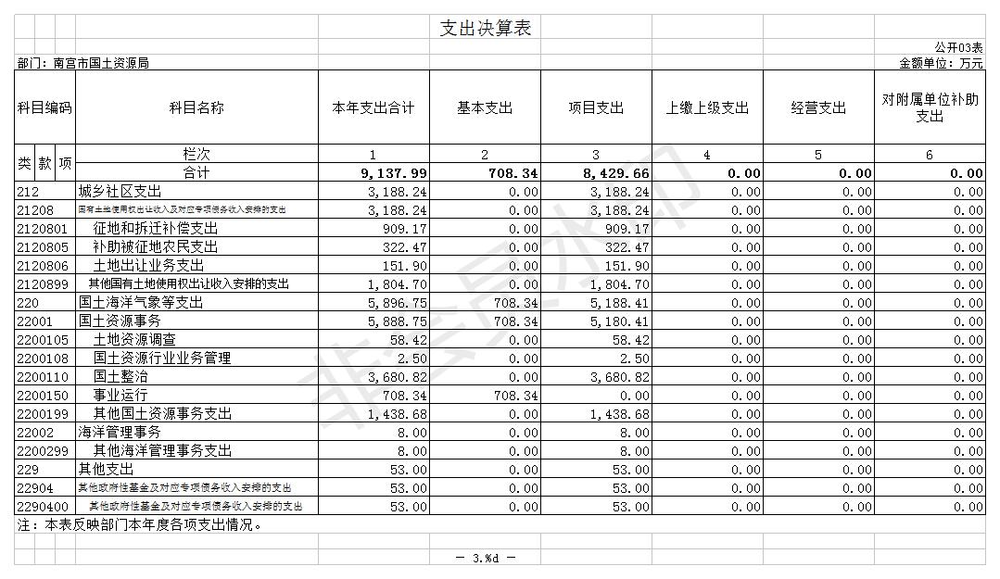 支出决算表
公开03表
部门：南宫市国土资源局 金额单位：万元
科目编码 科目名称 本年支出合计 基本支出 项目支出 上缴上级支出 经营支出 对附属单位补助
支出
类 款 项 栏次 1 2 3 4 5 6
合计 9,137.99 708.34 8,429.66 0.00 0.00 0.00
212 城乡社区支出 3,188.24 0.00 3,188.24 0.00 0.00 0.00
21208 国有土地使用权出让收入及对应专项债务收入安排的支出 3,188.24 0.00 3,188.24 0.00 0.00 0.00
2120801 征地和拆迁补偿支出 909.17 0.00 909.17 0.00 0.00 0.00
2120805 补助被征地农民支出 322.47 0.00 322.47 0.00 0.00 0.00
2120806 土地出让业务支出 151.90 0.00 151.90 0.00 0.00 0.00
2120899 其他国有土地使用权出让收入安排的支出 1,804.70 0.00 1,804.70 0.00 0.00 0.00
220 国土海洋气象等支出 5,896.75 708.34 5,188.41 0.00 0.00 0.00
22001 国土资源事务 5,888.75 708.34 5,180.41 0.00 0.00 0.00
2200105 土地资源调查 58.42 0.00 58.42 0.00 0.00 0.00
2200108 国土资源行业业务管理 2.50 0.00 2.50 0.00 0.00 0.00
2200110 国土整治 3,680.82 0.00 3,680.82 0.00 0.00 0.00
2200150 事业运行 708.34 708.34 0.00 0.00 0.00 0.00
2200199 其他国土资源事务支出 1,438.68 0.00 1,438.68 0.00 0.00 0.00
22002 海洋管理事务 8.00 0.00 8.00 0.00 0.00 0.00
2200299 其他海洋管理事务支出 8.00 0.00 8.00 0.00 0.00 0.00
229 其他支出 53.00 0.00 53.00 0.00 0.00 0.00
22904 其他政府性基金及对应专项债务收入安排的支出 53.00 0.00 53.00 0.00 0.00 0.00
2290400 其他政府性基金及对应专项债务收入安排的支出 53.00 0.00 53.00 0.00 0.00 0.00
注：本表反映部门本年度各项支出情况。
— 3.%d —
非会员水印